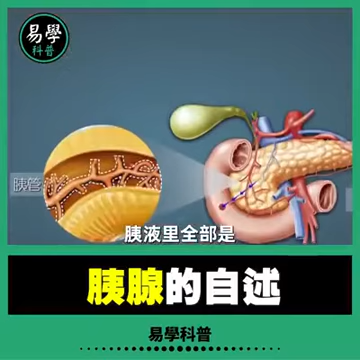 易學
科普
胰管
胰液里全部是
胰腺的自述
易學科普